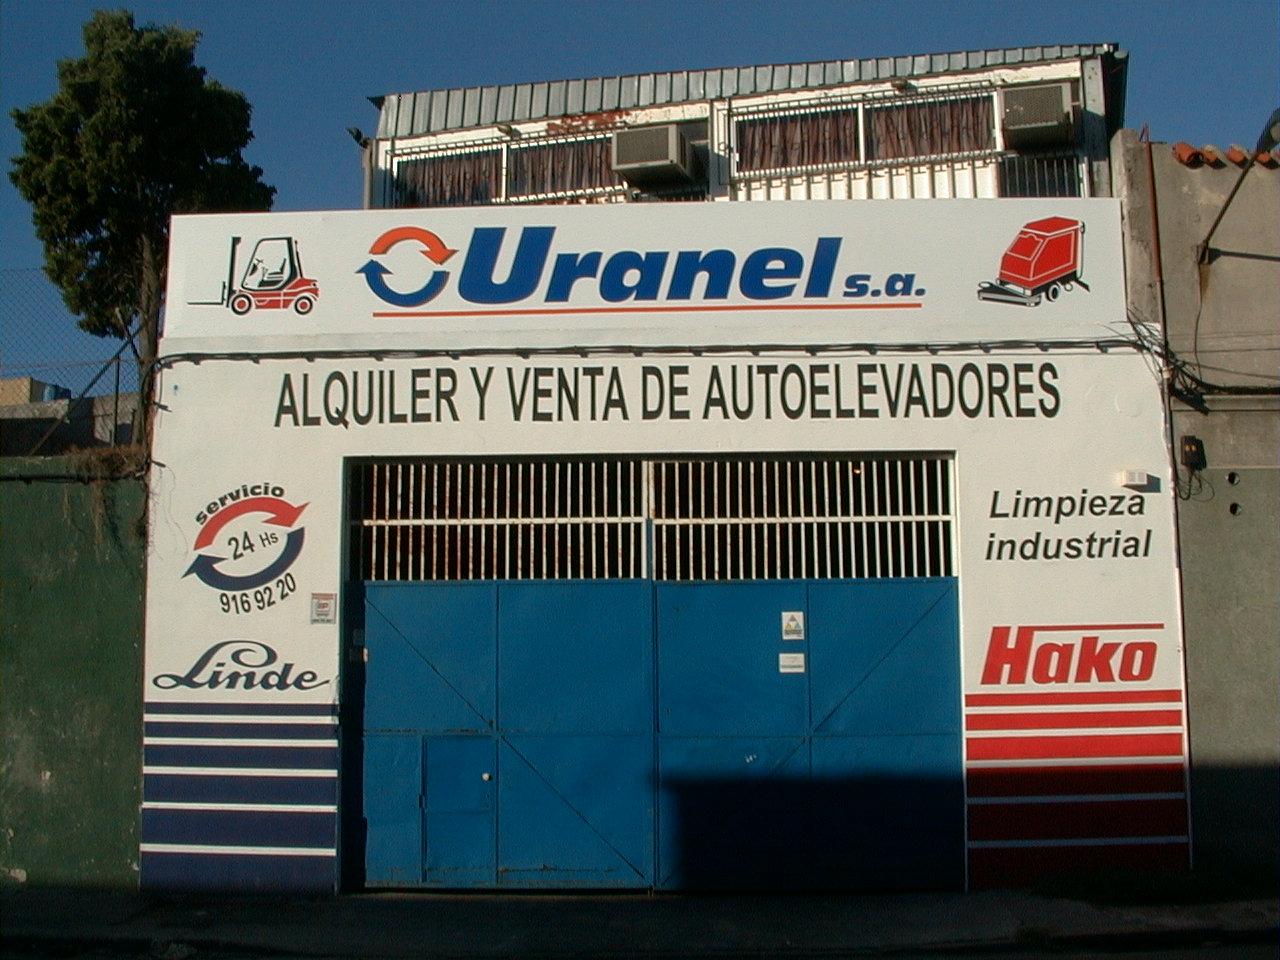 Uranel s.a.
ALQUILER Y VENTA DE AUTOELEVADORES
servicio
24 Hs
916 92 20
Linde
Limpieza
industrial
Hako